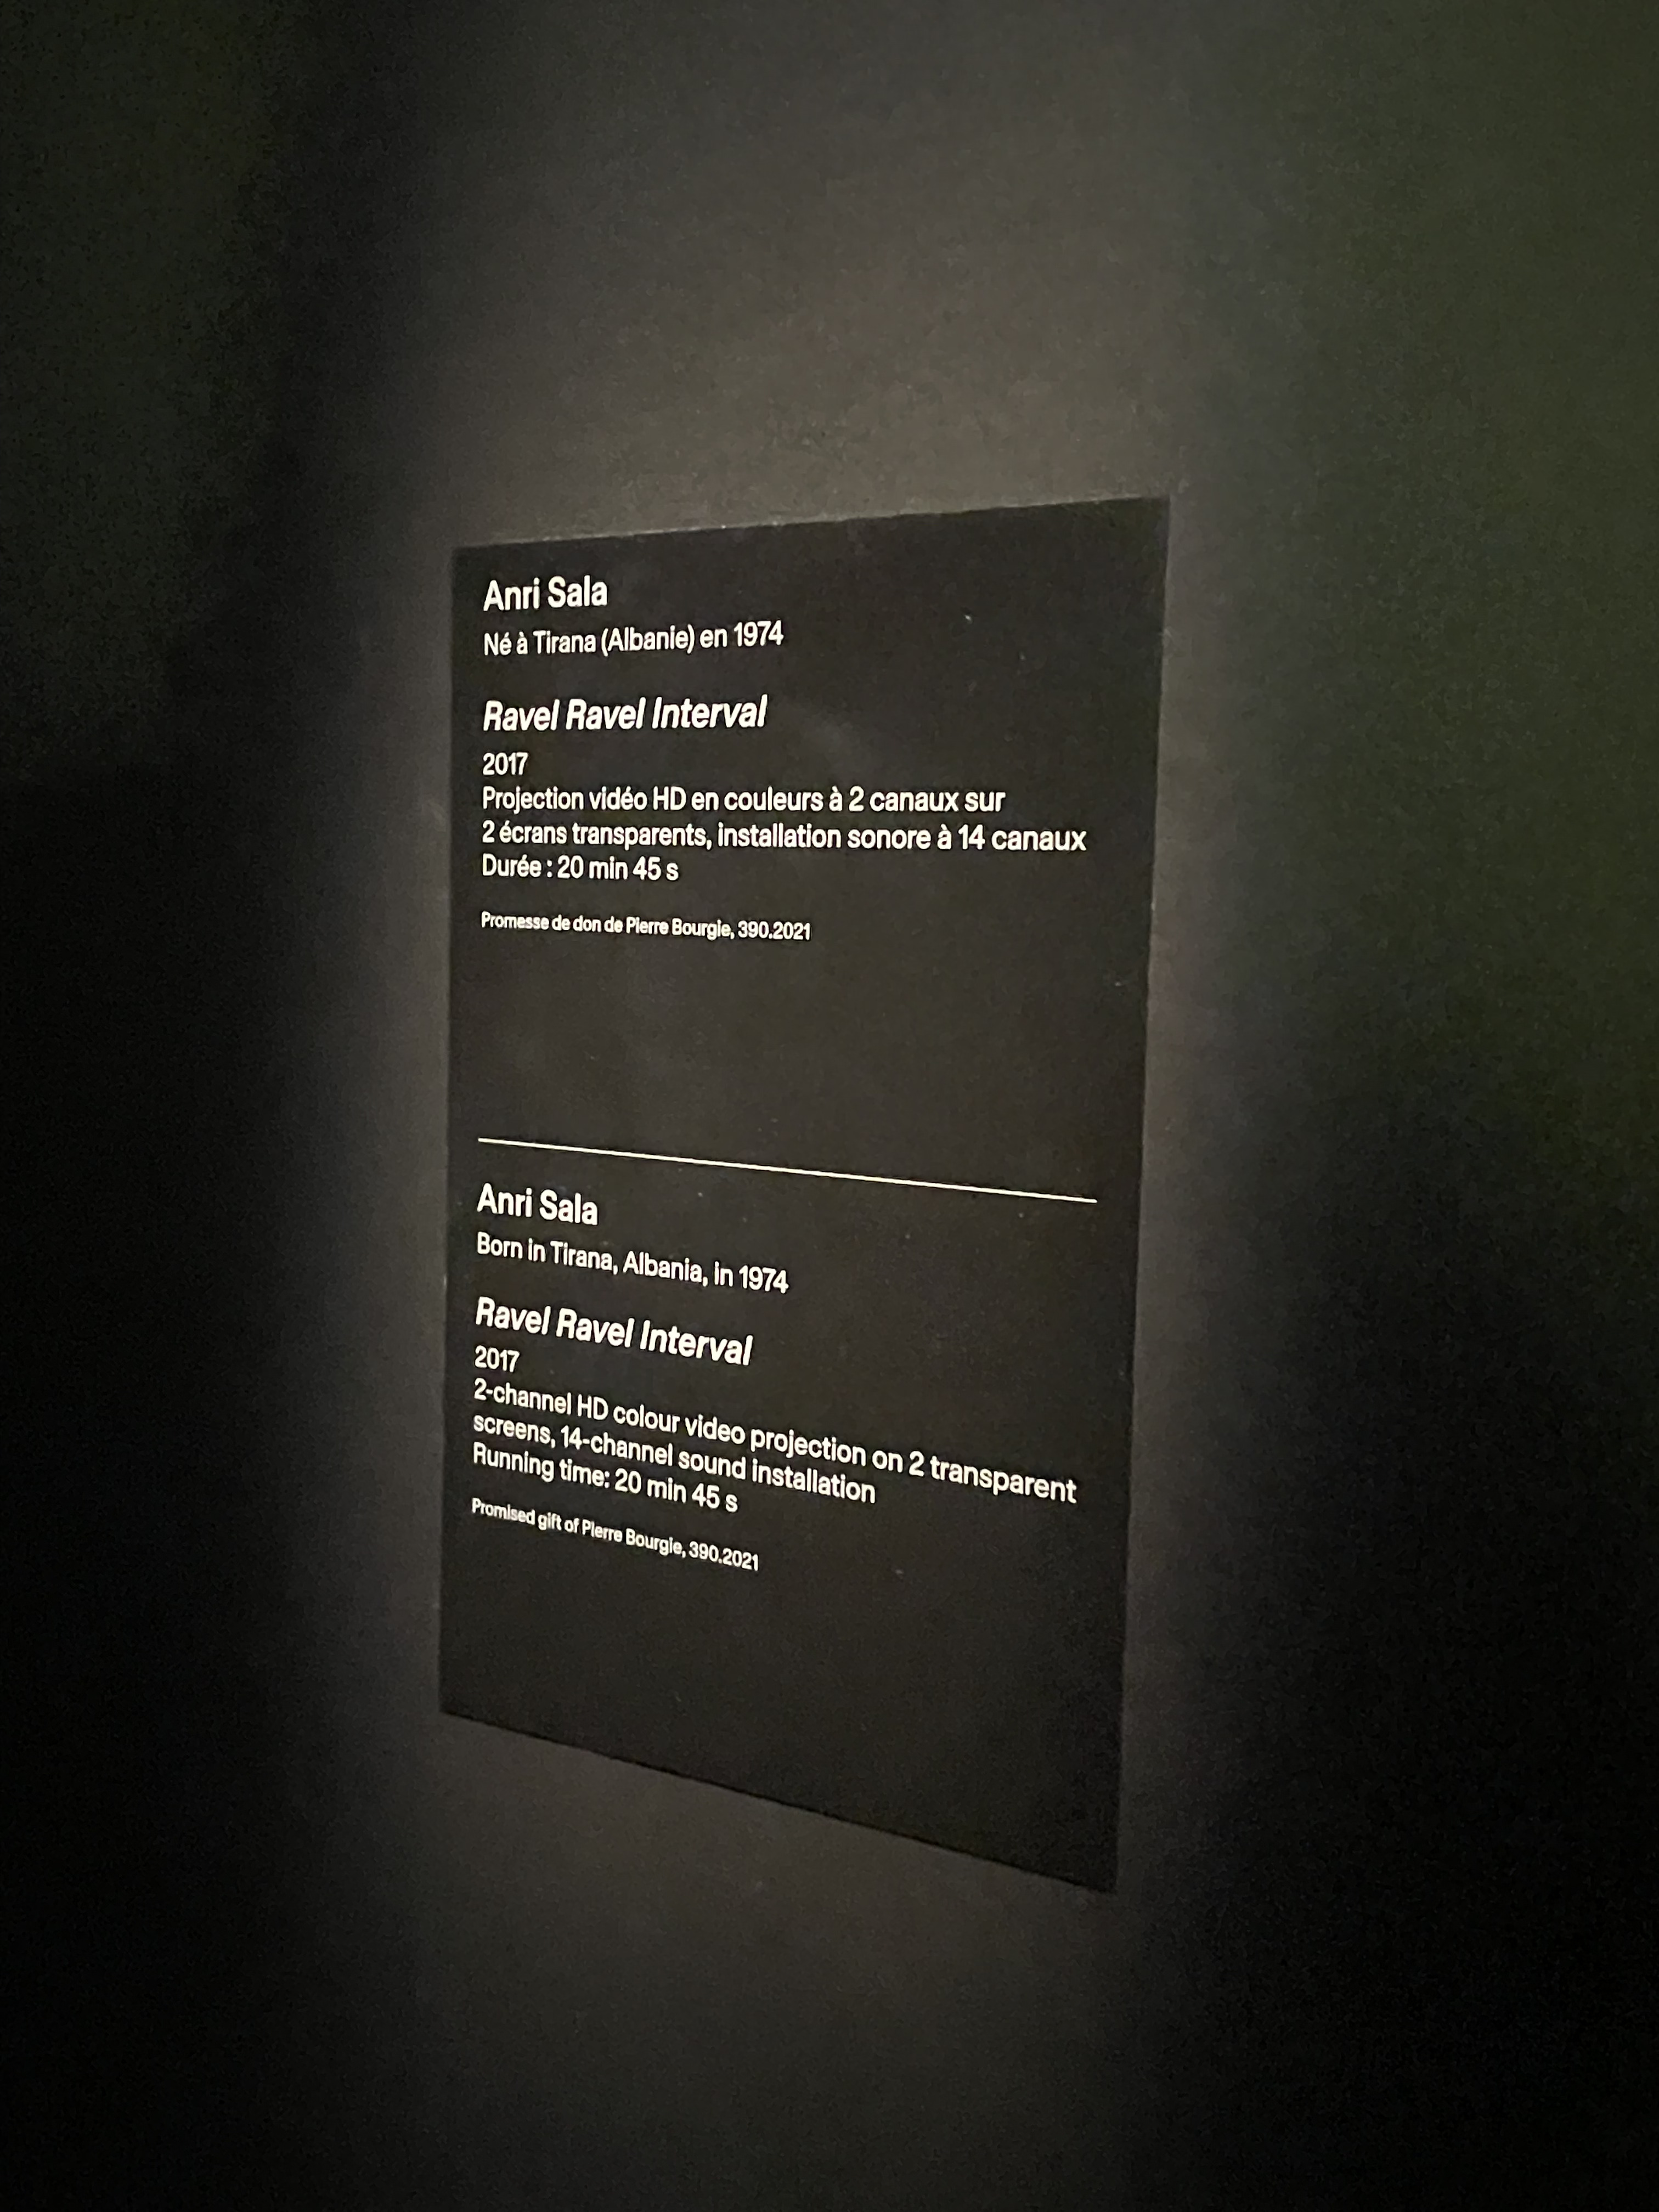 Anri Sala
Né à Tirana (Albanie) en 1974
Ravel Ravel Interval
2017
Projection vidéo HD en couleurs à 2 canaux sur
2 écrans transparents, installation sonore à 14 canaux
Durée : 20 min 45 s
Promesse de don de Pierre Bourgie, 390.2021
Anri Sala
Born in Tirana, Albania, in 1974
Ravel Ravel Interval
2017
2-channel HD colour video projection on 2 transparent
screens, 14-channel sound installation
Running time: 20 min 45 s
Promised gift of Pierre Bourgie, 390.2021